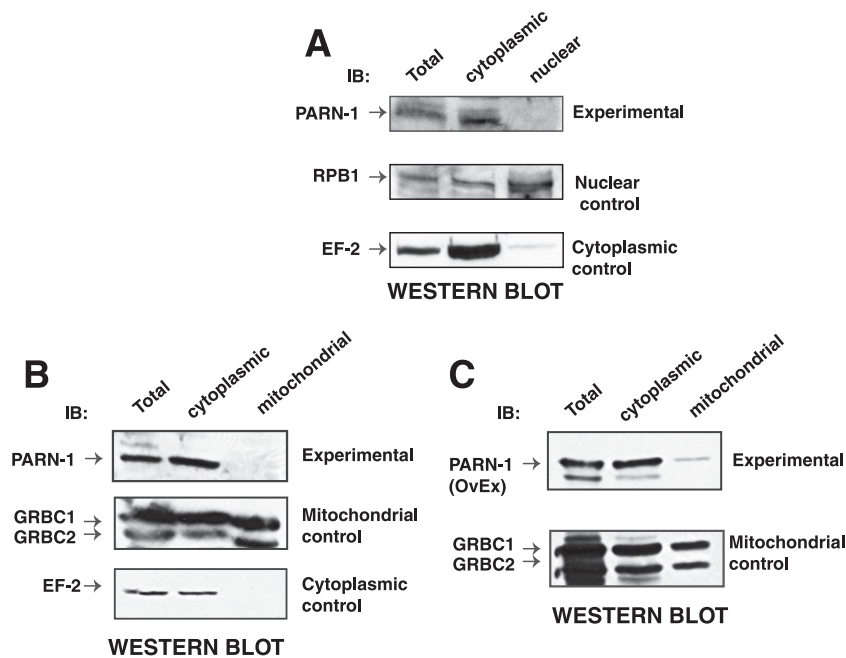 A
IB: Total cytoplasmic nuclear
PARN-1 → Experimental
RPB1 → Nuclear control
EF-2 → Cytoplasmic control
WESTERN BLOT
B
IB: Total cytoplasmic mitochondrial
PARN-1 → Experimental
GRBC1 → Mitochondrial
GRBC2 → control
EF-2 → Cytoplasmic control
WESTERN BLOT
C
IB: Total cytoplasmic mitochondrial
PARN-1 → Experimental
(OvEx)
GRBC1 → Mitochondrial
GRBC2 → control
WESTERN BLOT